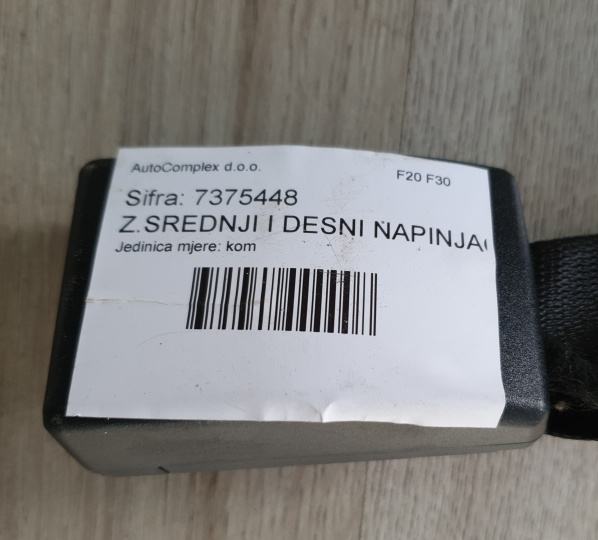 AutoComplex d.o.o.
F20 F30
Sifra: 7375448
Z.SREDNJI I DESNI NAPINJA
Jedinica mjere: kom